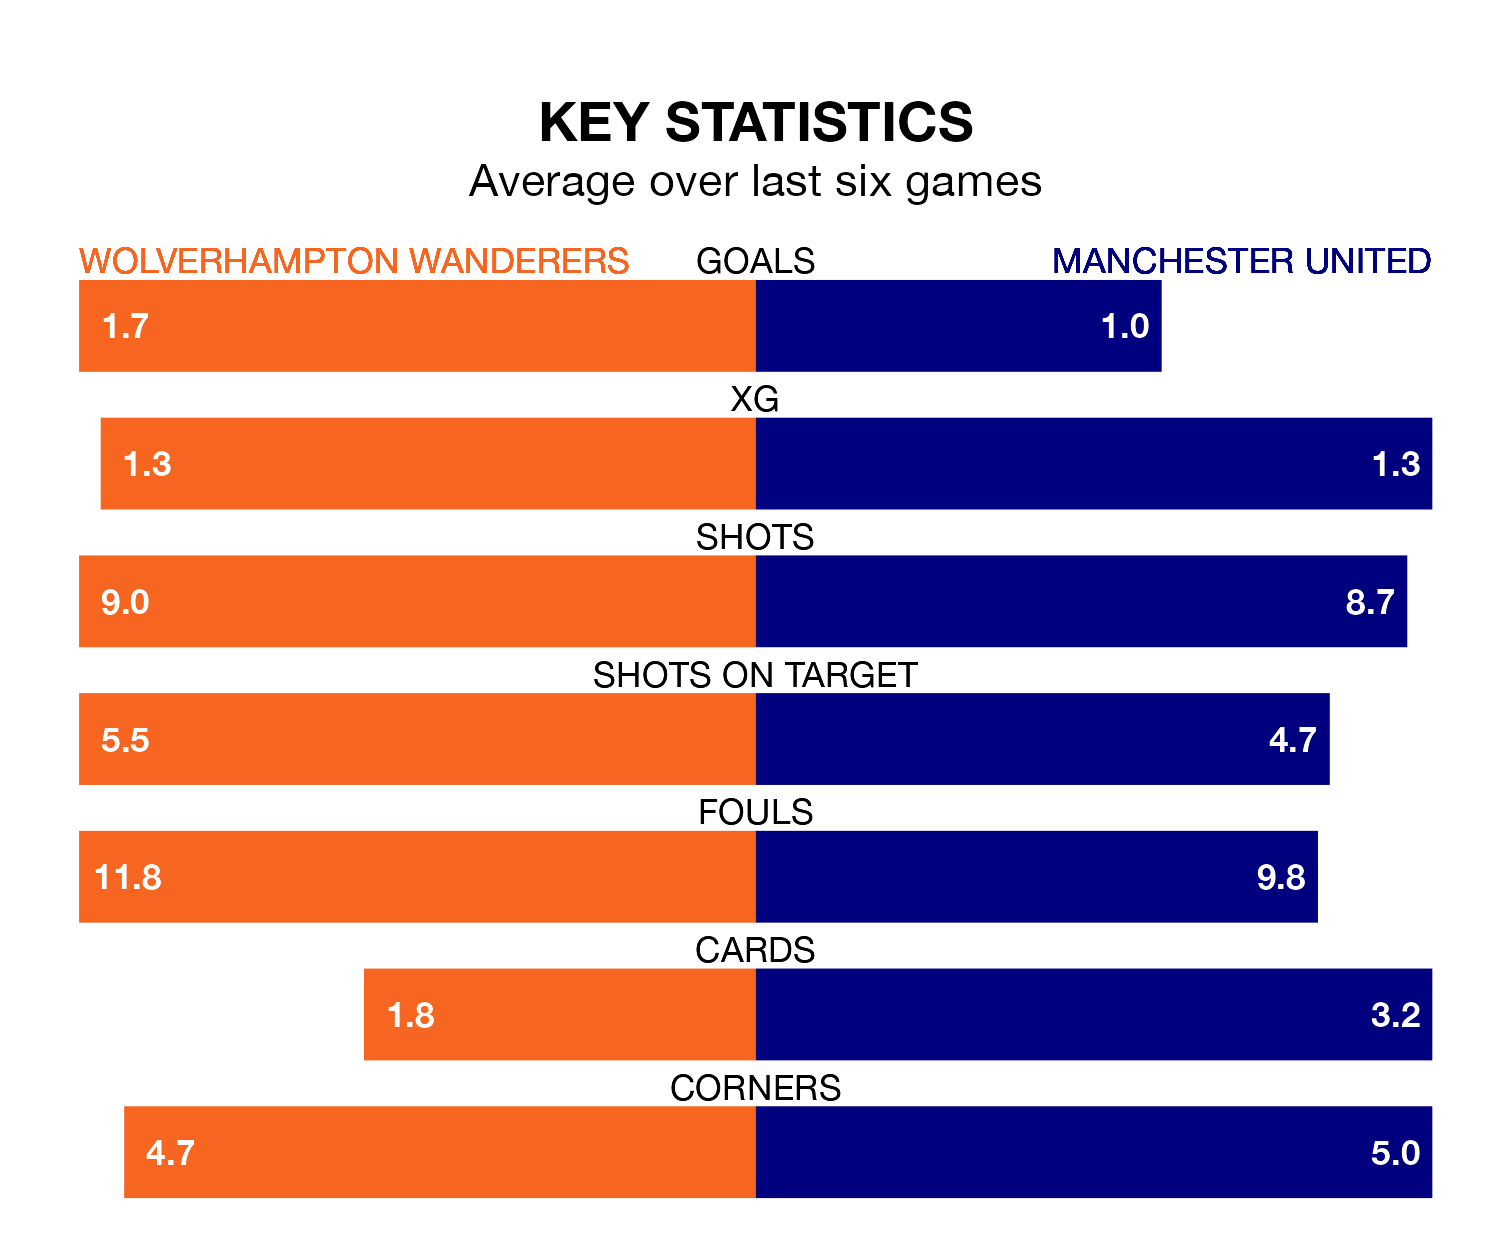 KEY STATISTICS
Average over last six games
WOLVERHAMPTON WANDERERS GOALS MANCHESTER UNITED
1.7 1.0
XG
1.3 1.3
SHOTS
9.0 8.7
SHOTS ON TARGET
5.5 4.7
FOULS
11.8 9.8
CARDS
1.8 3.2
CORNERS
4.7 5.0